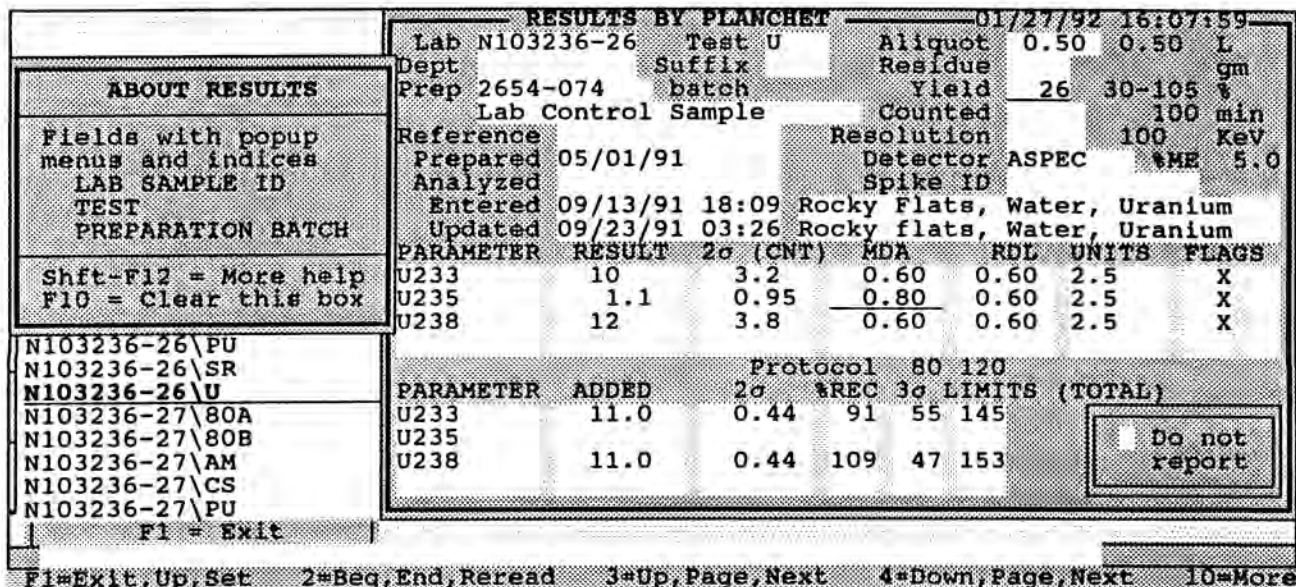 RESULTS BY PLANCHET 01/27/92 16:07:59
Lab N103236-26 Test U Aliquot 0.50 0.50 L
Dept Suffix Residue gm
Prep 2654-074 batch Yield 26 30-105 %
Lab Control Sample Counted 100 min
Reference Resolution 100 KeV
Prepared 05/01/91 Detector ASPEC %ME 5.0
Analyzed Spike ID
Entered 09/13/91 18:09 Rocky Flats, Water, Uranium
Updated 09/23/91 03:26 Rocky flats, Water, Uranium
PARAMETER RESULT 2σ (CNT) MDA RDL UNITS FLAGS
U233 10 3.2 0.60 0.60 2.5 X
U235 1.1 0.95 0.80 0.60 2.5 X
U238 12 3.8 0.60 0.60 2.5 X
Protocol 80 120
PARAMETER ADDED 2σ %REC 3σ LIMITS (TOTAL)
U233 11.0 0.44 91 55 145
U235
U238 11.0 0.44 109 47 153
Do not
report
ABOUT RESULTS
Fields with popup
menus and indices
LAB SAMPLE ID
TEST
PREPARATION BATCH
Shft-F12 = More help
F10 = Clear this box
N103236-26\PU
N103236-26\SR
N103236-26\U
N103236-27\80A
N103236-27\80B
N103236-27\AM
N103236-27\CS
N103236-27\PU
F1 = Exit
F1=Exit,Up,Set 2=Beg,End,Reread 3=Up,Page,Next 4=Down,Page,Next 10=More